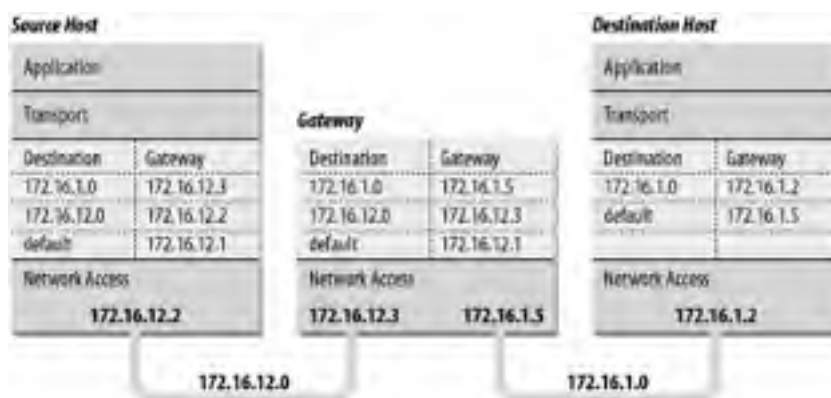 Source Host
Application
Transport
Destination Gateway
172.16.1.0 172.16.12.3
172.16.12.0 172.16.12.2
default 172.16.12.1
Network Access
172.16.12.2
Gateway
Destination Gateway
172.16.1.0 172.16.1.5
172.16.12.0 172.16.12.3
default 172.16.12.1
Network Access
172.16.12.3 172.16.1.5
Destination Host
Application
Transport
Destination Gateway
172.16.1.0 172.16.1.2
default 172.16.1.5
Network Access
172.16.1.2
172.16.12.0
172.16.1.0